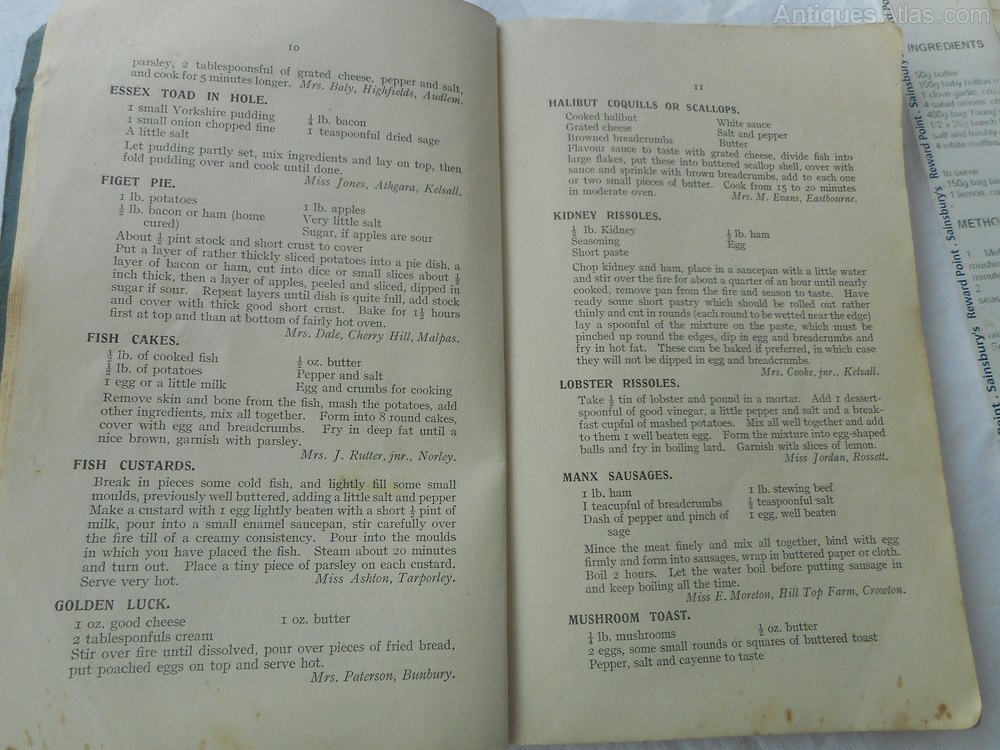 AntiquesAtlas.com
10
parsley, 2 tablespoonsful of grated cheese, pepper and salt,
and cook for 5 minutes longer. Mrs. Baly, Highfields, Audlem.
ESSEX TOAD IN HOLE.
1 small Yorkshire pudding
1 small onion chopped fine
A little salt
½ lb. bacon
1 teaspoonful dried sage
Let pudding partly set, mix ingredients and lay on top, then
fold pudding over and cook until done.
Miss Jones, Athgara, Kelsall.
FIGET PIE.
1 lb. potatoes
½ lb. bacon or ham (home
cured)
1 lb. apples
Very little salt
Sugar, if apples are sour
About ½ pint stock and short crust to cover
Put a layer of rather thickly sliced potatoes into a pie dish, a
layer of bacon or ham, cut into dice or small slices about ½
inch thick, then a layer of apples, peeled and sliced, dipped in
sugar if sour. Repeat layers until dish is quite full, add stock
and cover with thick good short crust. Bake for 1½ hours
first at top and than at bottom of fairly hot oven.
Mrs. Dale, Cherry Hill, Malpas.
FISH CAKES.
½ lb. of cooked fish
½ lb. of potatoes
1 egg or a little milk
½ oz. butter
Pepper and salt
Egg and crumbs for cooking
Remove skin and bone from the fish, mash the potatoes, add
other ingredients, mix all together. Form into 8 round cakes,
cover with egg and breadcrumbs. Fry in deep fat until a
nice brown, garnish with parsley.
Mrs. J. Rutter, jnr., Norley.
FISH CUSTARDS.
Break in pieces some cold fish, and lightly fill some small
moulds, previously well buttered, adding a little salt and pepper
Make a custard with 1 egg lightly beaten with a short ½ pint of
milk, pour into a small enamel saucepan, stir carefully over
the fire till of a creamy consistency. Pour into the moulds
in which you have placed the fish. Steam about 20 minutes
and turn out. Place a tiny piece of parsley on each custard.
Serve very hot. Miss Ashton, Tarporley.
GOLDEN LUCK.
1 oz. good cheese
2 tablesponfuls cream
1 oz. butter
Stir over fire until dissolved, pour over pieces of fried bread,
put poached eggs on top and serve hot.
Mrs. Paterson, Bunbury.
11
HALIBUT COQUILLS OR SCALLOPS.
Cooked halibut
Grated cheese
Browned breadcrumbs
White sauce
Salt and pepper
Butter
Flavour sauce to taste with grated cheese, divide fish into
large flakes, put these into buttered scallop shell, cover with
sauce and sprinkle with brown breadcrumbs, add to each one
or two small pieces of butter. Cook from 15 to 20 minutes
in moderate oven.
Mrs. M. Evans, Eastbourne.
KIDNEY RISSOLES.
½ lb. Kidney
Seasoning
Short paste
½ lb. ham
Egg
Chop kidney and ham, place in a saucepan with a little water
and stir over the fire for about a quarter of an hour until nearly
cooked, remove pan from the fire and season to taste. Have
ready some short pastry which should be rolled out rather
thinly and cut in rounds (each round to be wetted near the edge)
lay a spoonful of the mixture on the paste, which must be
pinched up round the edges, dip in egg and breadcrumbs and
fry in hot fat. These can be baked if preferred, in which case
they will not be dipped in egg and breadcrumbs.
Mrs. Cooke, jnr., Kelsall.
LOBSTER RISSOLES.
Take ½ tin of lobster and pound in a mortar. Add 1 dessert-
spoonful of good vinegar, a little pepper and salt and a break-
fast cupful of mashed potatoes. Mix all well together and add
to them 1 well beaten egg. Form the mixture into egg-shaped
balls and fry in boiling lard. Garnish with slices of lemon.
Miss Jordan, Rossett.
MANX SAUSAGES.
1 lb. ham
1 teacupful of breadcrumbs
Dash of pepper and pinch of
sage
1 lb. stewing beef
½ teaspoonful salt
1 egg, well beaten
Mince the meat finely and mix all together, bind with egg
firmly and form into sausages, wrap in buttered paper or cloth.
Boil 2 hours. Let the water boil before putting sausage in
and keep boiling all the time.
Miss E. Moreton, Hill Top Farm, Crowton.
MUSHROOM TOAST.
lb. mushrooms
½ oz. butter
2 eggs, some small rounds or squares of buttered toast
Pepper, salt and cayenne to taste
Sainsbury's Reward Point · Sainsbury's Reward Point · Sainsbury's
INGREDIENTS
50g butter
150g baby button
1 clove garlic,
4 salad onions,
400g bag Young
salt and freshly
4 white muffins
to serve
150g bag
1 lemon,
METHO
1
2